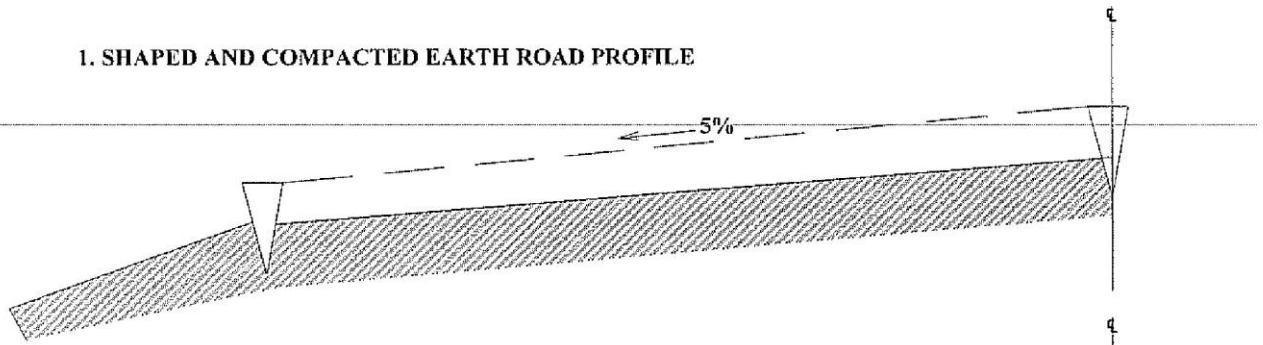 ℄
1. SHAPED AND COMPACTED EARTH ROAD PROFILE
5%
℄